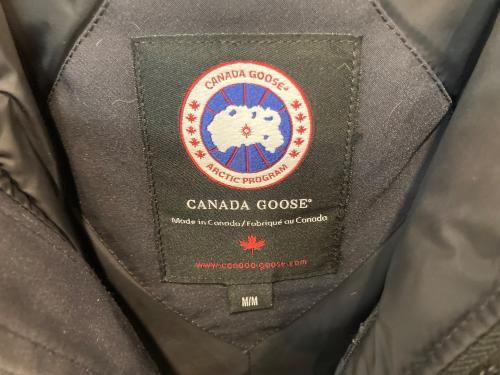 CANADA GOOSE®
ARCTIC PROGRAM
CANADA GOOSE®
Made in Canada/Fabriqué au Canada
www.canada-goose.com
M/M